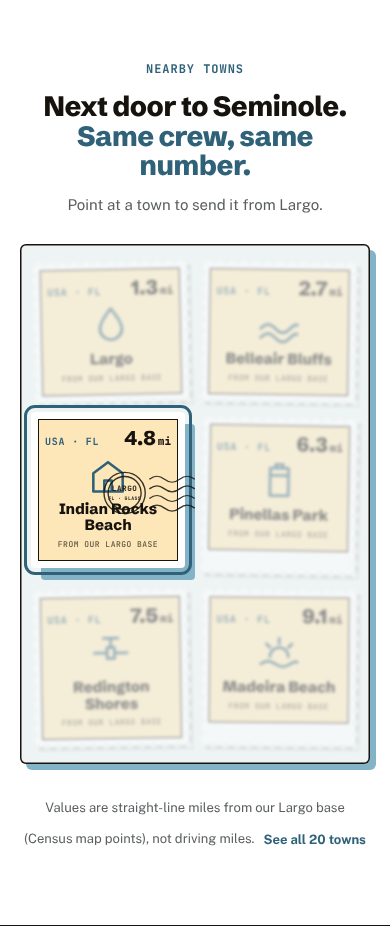 NEARBY TOWNS
Next door to Seminole.
Same crew, same
number.
Point at a town to send it from Largo.
USA · FL 1.3 mi
Largo
FROM OUR LARGO BASE
USA · FL 2.7 mi
Belleair Bluffs
FROM OUR LARGO BASE
USA · FL 4.8 mi
LARGO
Indian Rocks
Beach
FROM OUR LARGO BASE
USA · FL 6.3 mi
Pinellas Park
FROM OUR LARGO BASE
USA · FL 7.5 mi
Redington
Shores
FROM OUR LARGO BASE
USA · FL 9.1 mi
Madeira Beach
FROM OUR LARGO BASE
Values are straight-line miles from our Largo base
(Census map points), not driving miles. See all 20 towns